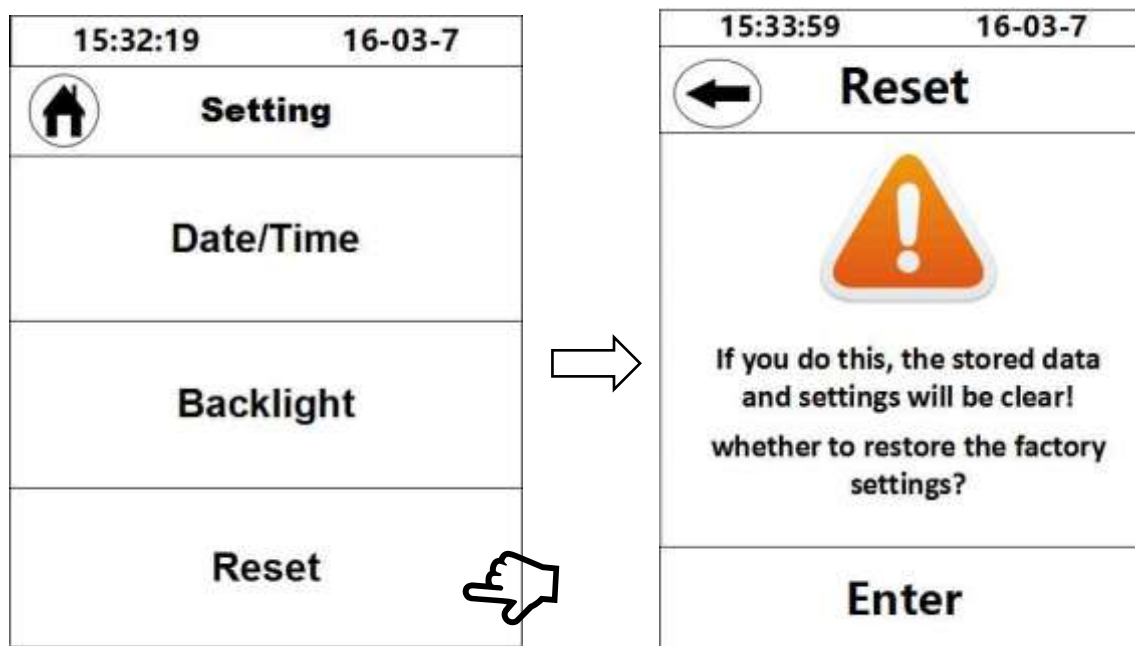 15:32:19 16-03-7
Setting
Date/Time
Backlight
Reset
15:33:59 16-03-7
Reset
If you do this, the stored data
and settings will be clear!
whether to restore the factory
settings?
Enter